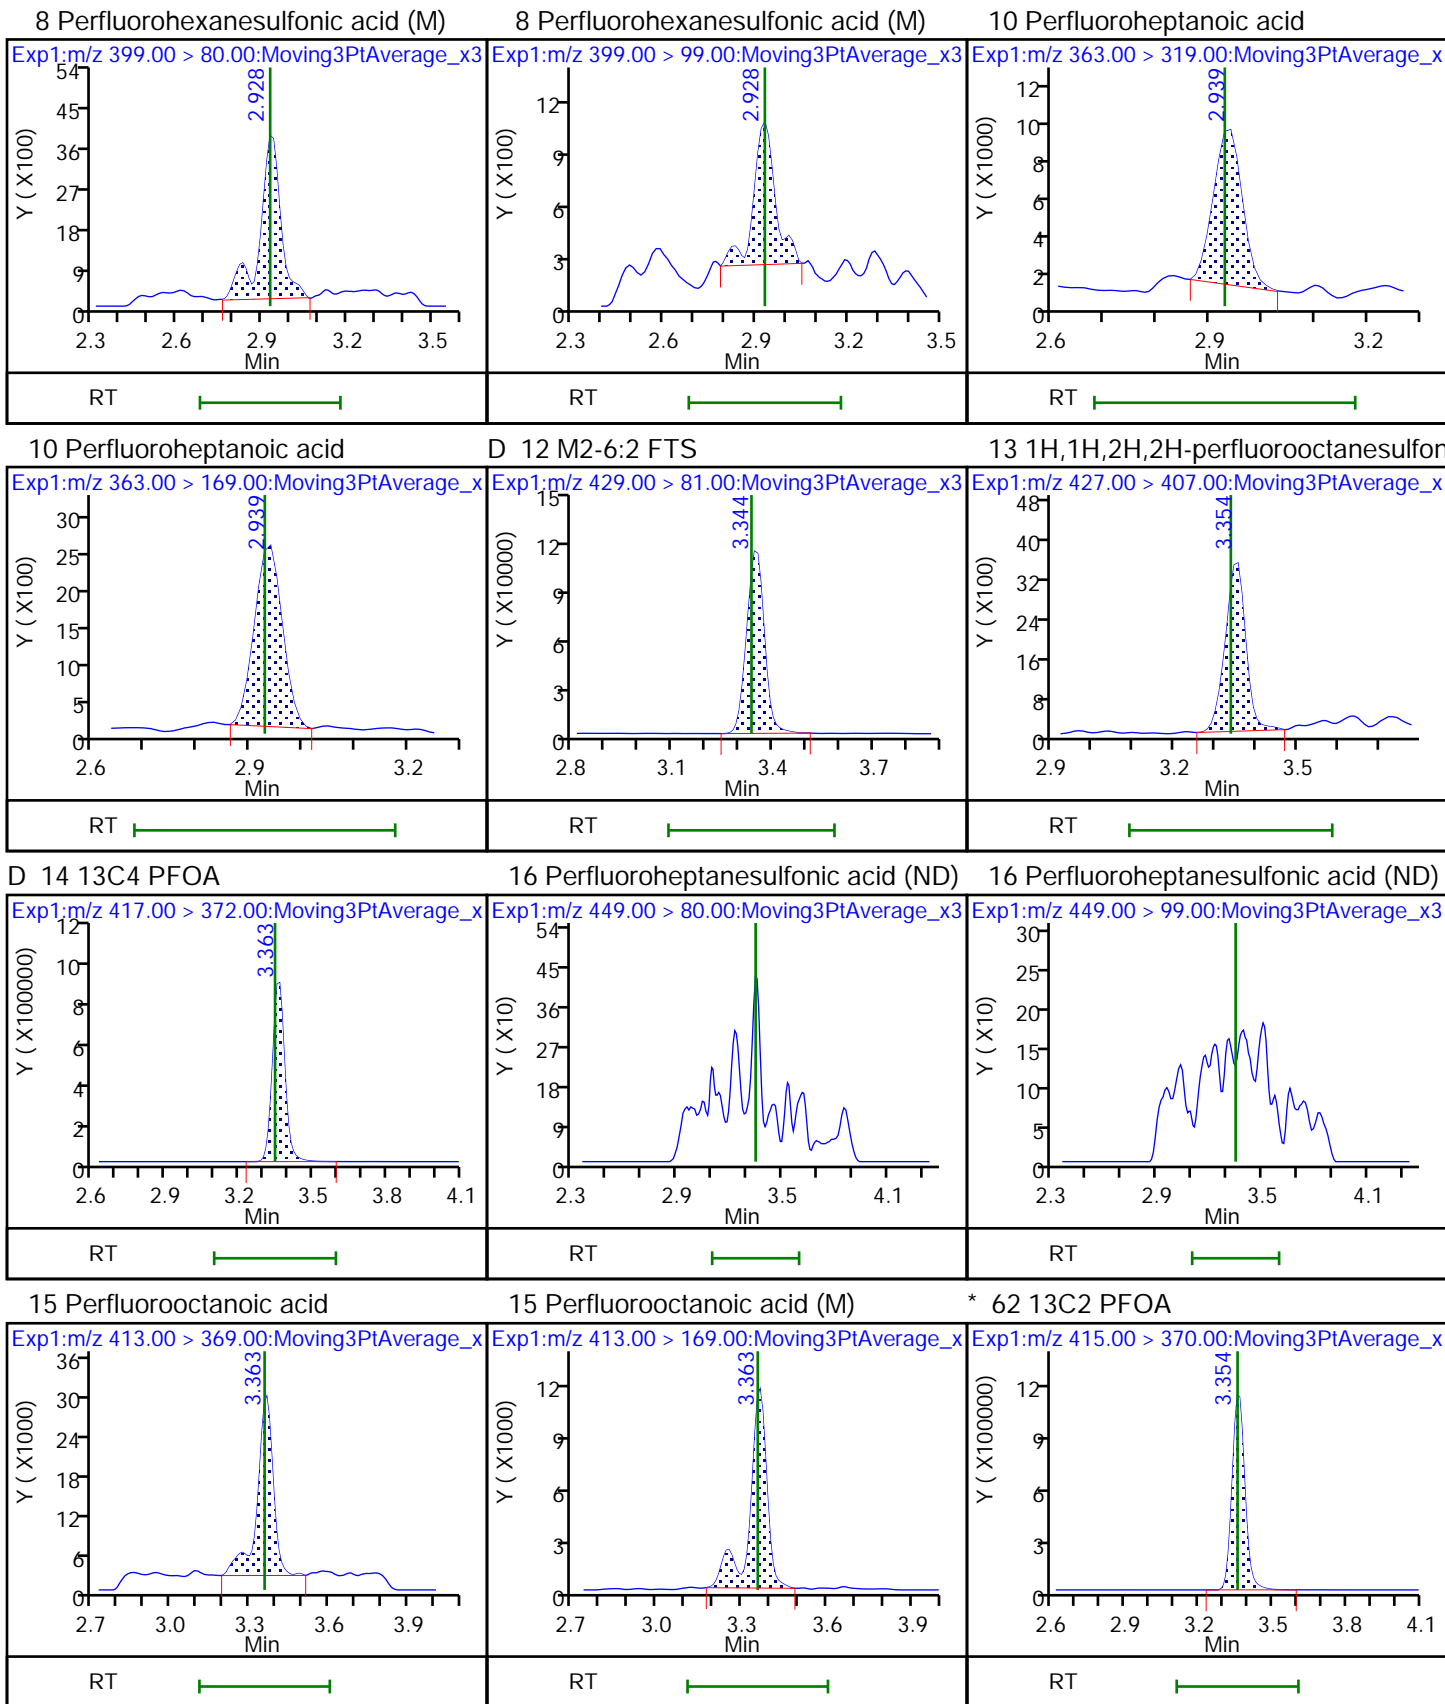 8 Perfluorohexanesulfonic acid (M)
Exp1:m/z 399.00 > 80.00:Moving3PtAverage_x3
2.928
Y ( X100)
54
45
36
27
18
9
0
2.3 2.6 2.9 3.2 3.5
Min
RT
8 Perfluorohexanesulfonic acid (M)
Exp1:m/z 399.00 > 99.00:Moving3PtAverage_x3
2.928
Y ( X100)
12
9
6
3
0
2.3 2.6 2.9 3.2 3.5
Min
RT
10 Perfluoroheptanoic acid
Exp1:m/z 363.00 > 319.00:Moving3PtAverage_x
2.939
Y ( X1000)
12
10
8
6
4
2
0
2.6 2.9 3.2
Min
RT
10 Perfluoroheptanoic acid
Exp1:m/z 363.00 > 169.00:Moving3PtAverage_x
2.939
Y ( X100)
30
25
20
15
10
5
0
2.6 2.9 3.2
Min
RT
D 12 M2-6:2 FTS
Exp1:m/z 429.00 > 81.00:Moving3PtAverage_x3
3.344
Y ( X10000)
15
12
9
6
3
0
2.8 3.1 3.4 3.7
Min
RT
13 1H,1H,2H,2H-perfluorooctanesulfon
Exp1:m/z 427.00 > 407.00:Moving3PtAverage_x
3.354
Y ( X100)
48
40
32
24
16
8
0
2.9 3.2 3.5
Min
RT
D 14 13C4 PFOA
Exp1:m/z 417.00 > 372.00:Moving3PtAverage_x
3.363
Y ( X100000)
12
10
8
6
4
2
0
2.6 2.9 3.2 3.5 3.8 4.1
Min
RT
16 Perfluoroheptanesulfonic acid (ND)
Exp1:m/z 449.00 > 80.00:Moving3PtAverage_x3
Y ( X10)
54
45
36
27
18
9
0
2.3 2.9 3.5 4.1
Min
RT
16 Perfluoroheptanesulfonic acid (ND)
Exp1:m/z 449.00 > 99.00:Moving3PtAverage_x3
Y ( X10)
30
25
20
15
10
5
0
2.3 2.9 3.5 4.1
Min
RT
15 Perfluorooctanoic acid
Exp1:m/z 413.00 > 369.00:Moving3PtAverage_x
3.363
Y ( X1000)
36
30
24
18
12
6
0
2.7 3.0 3.3 3.6 3.9
Min
RT
15 Perfluorooctanoic acid (M)
Exp1:m/z 413.00 > 169.00:Moving3PtAverage_x
3.363
Y ( X1000)
12
9
6
3
0
2.7 3.0 3.3 3.6 3.9
Min
RT
* 62 13C2 PFOA
Exp1:m/z 415.00 > 370.00:Moving3PtAverage_x
3.354
Y ( X100000)
12
9
6
3
0
2.6 2.9 3.2 3.5 3.8 4.1
Min
RT